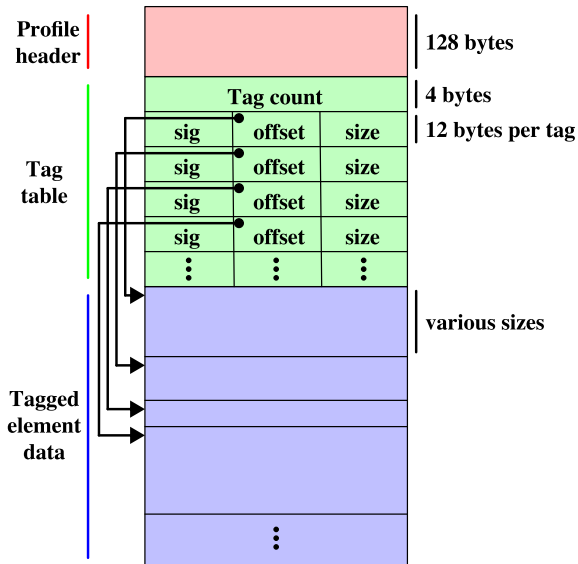 Profile
header
128 bytes
Tag count
4 bytes
sig offset size
12 bytes per tag
sig offset size
Tag
table
sig offset size
sig offset size
⋮ ⋮ ⋮
various sizes
Tagged
element
data
⋮